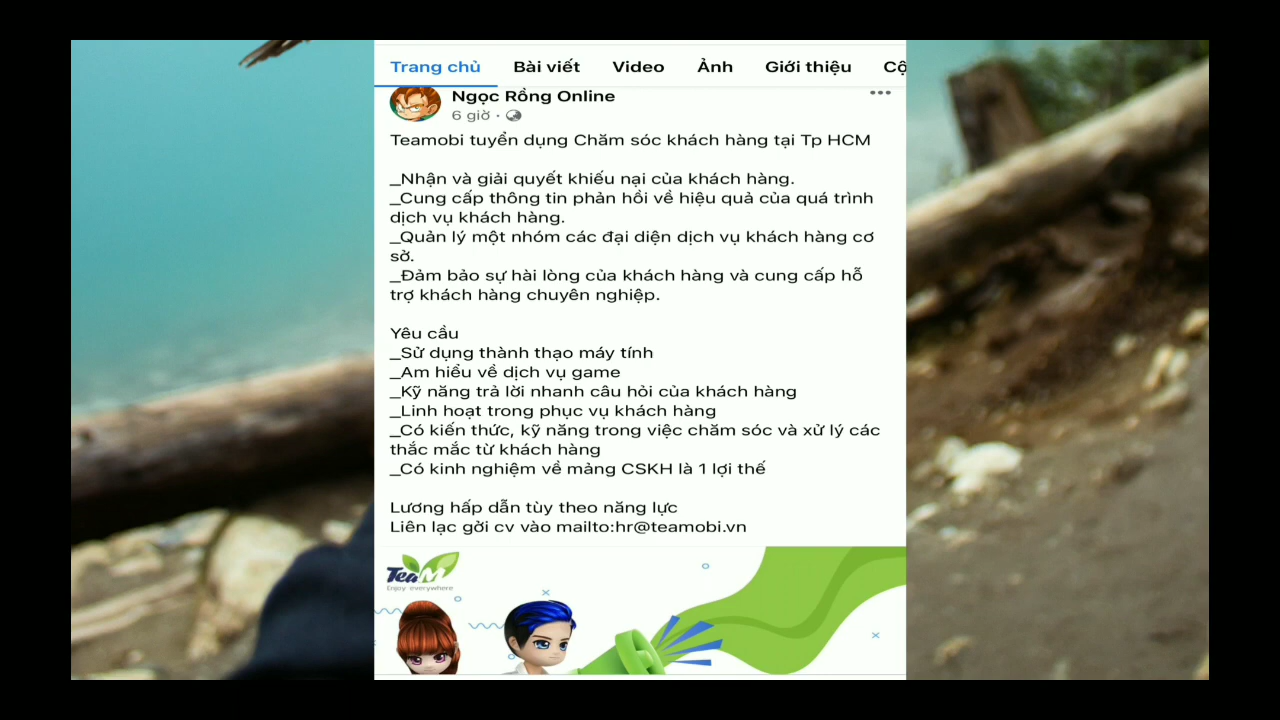 Trang chủ Bài viết Video Ảnh Giới thiệu Cộ
Ngọc Rồng Online
6 giờ ·
Teamobi tuyển dụng Chăm sóc khách hàng tại Tp HCM
_Nhận và giải quyết khiếu nại của khách hàng.
_Cung cấp thông tin phản hồi về hiệu quả của quá trình
dịch vụ khách hàng.
_Quản lý một nhóm các đại diện dịch vụ khách hàng cơ
sở.
_Đảm bảo sự hài lòng của khách hàng và cung cấp hỗ
trợ khách hàng chuyên nghiệp.
Yêu cầu
_Sử dụng thành thạo máy tính
_Am hiểu về dịch vụ game
_Kỹ năng trả lời nhanh câu hỏi của khách hàng
_Linh hoạt trong phục vụ khách hàng
_Có kiến thức, kỹ năng trong việc chăm sóc và xử lý các
thắc mắc từ khách hàng
_Có kinh nghiệm về mảng CSKH là 1 lợi thế
Lương hấp dẫn tùy theo năng lực
Liên lạc gởi cv vào mailto:hr@teamobi.vn
TeaM
Enjoy everywhere